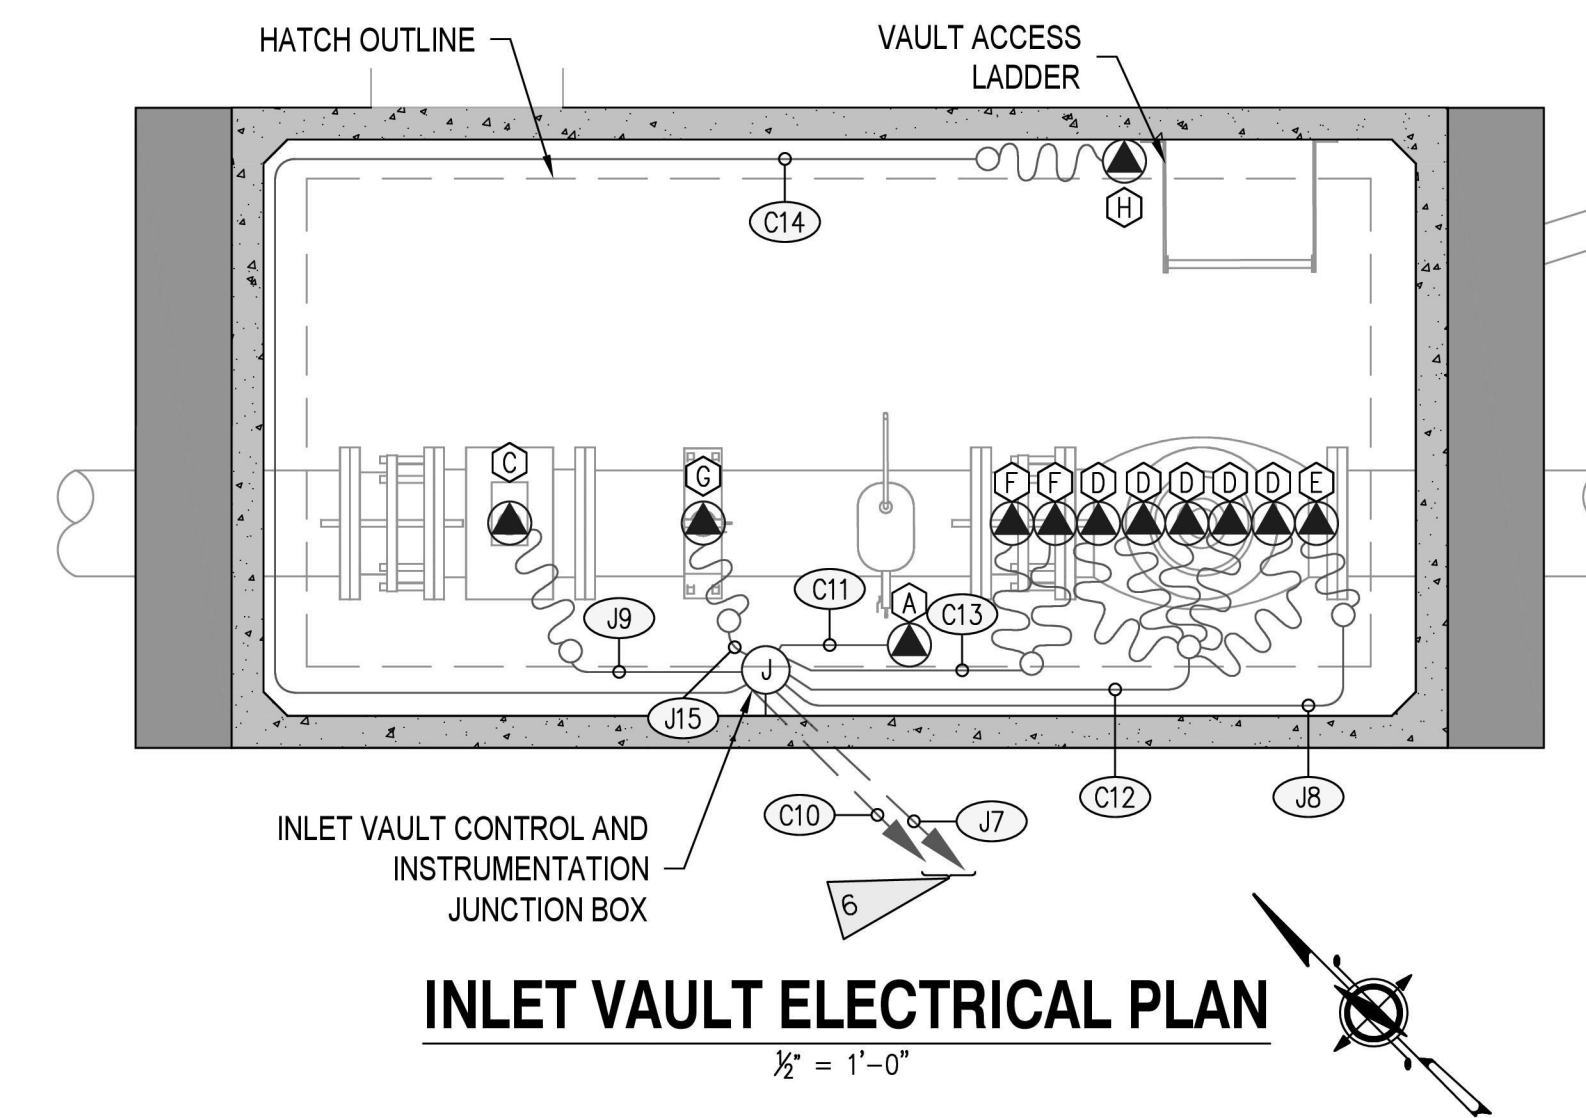 HATCH OUTLINE
VAULT ACCESS
LADDER
C14
H
C
G
F
F
D
D
D
D
D
E
J9
C11
A
C13
J
J15
C10
J7
C12
J8
INLET VAULT CONTROL AND
INSTRUMENTATION
JUNCTION BOX
6
INLET VAULT ELECTRICAL PLAN
½" = 1'-0"